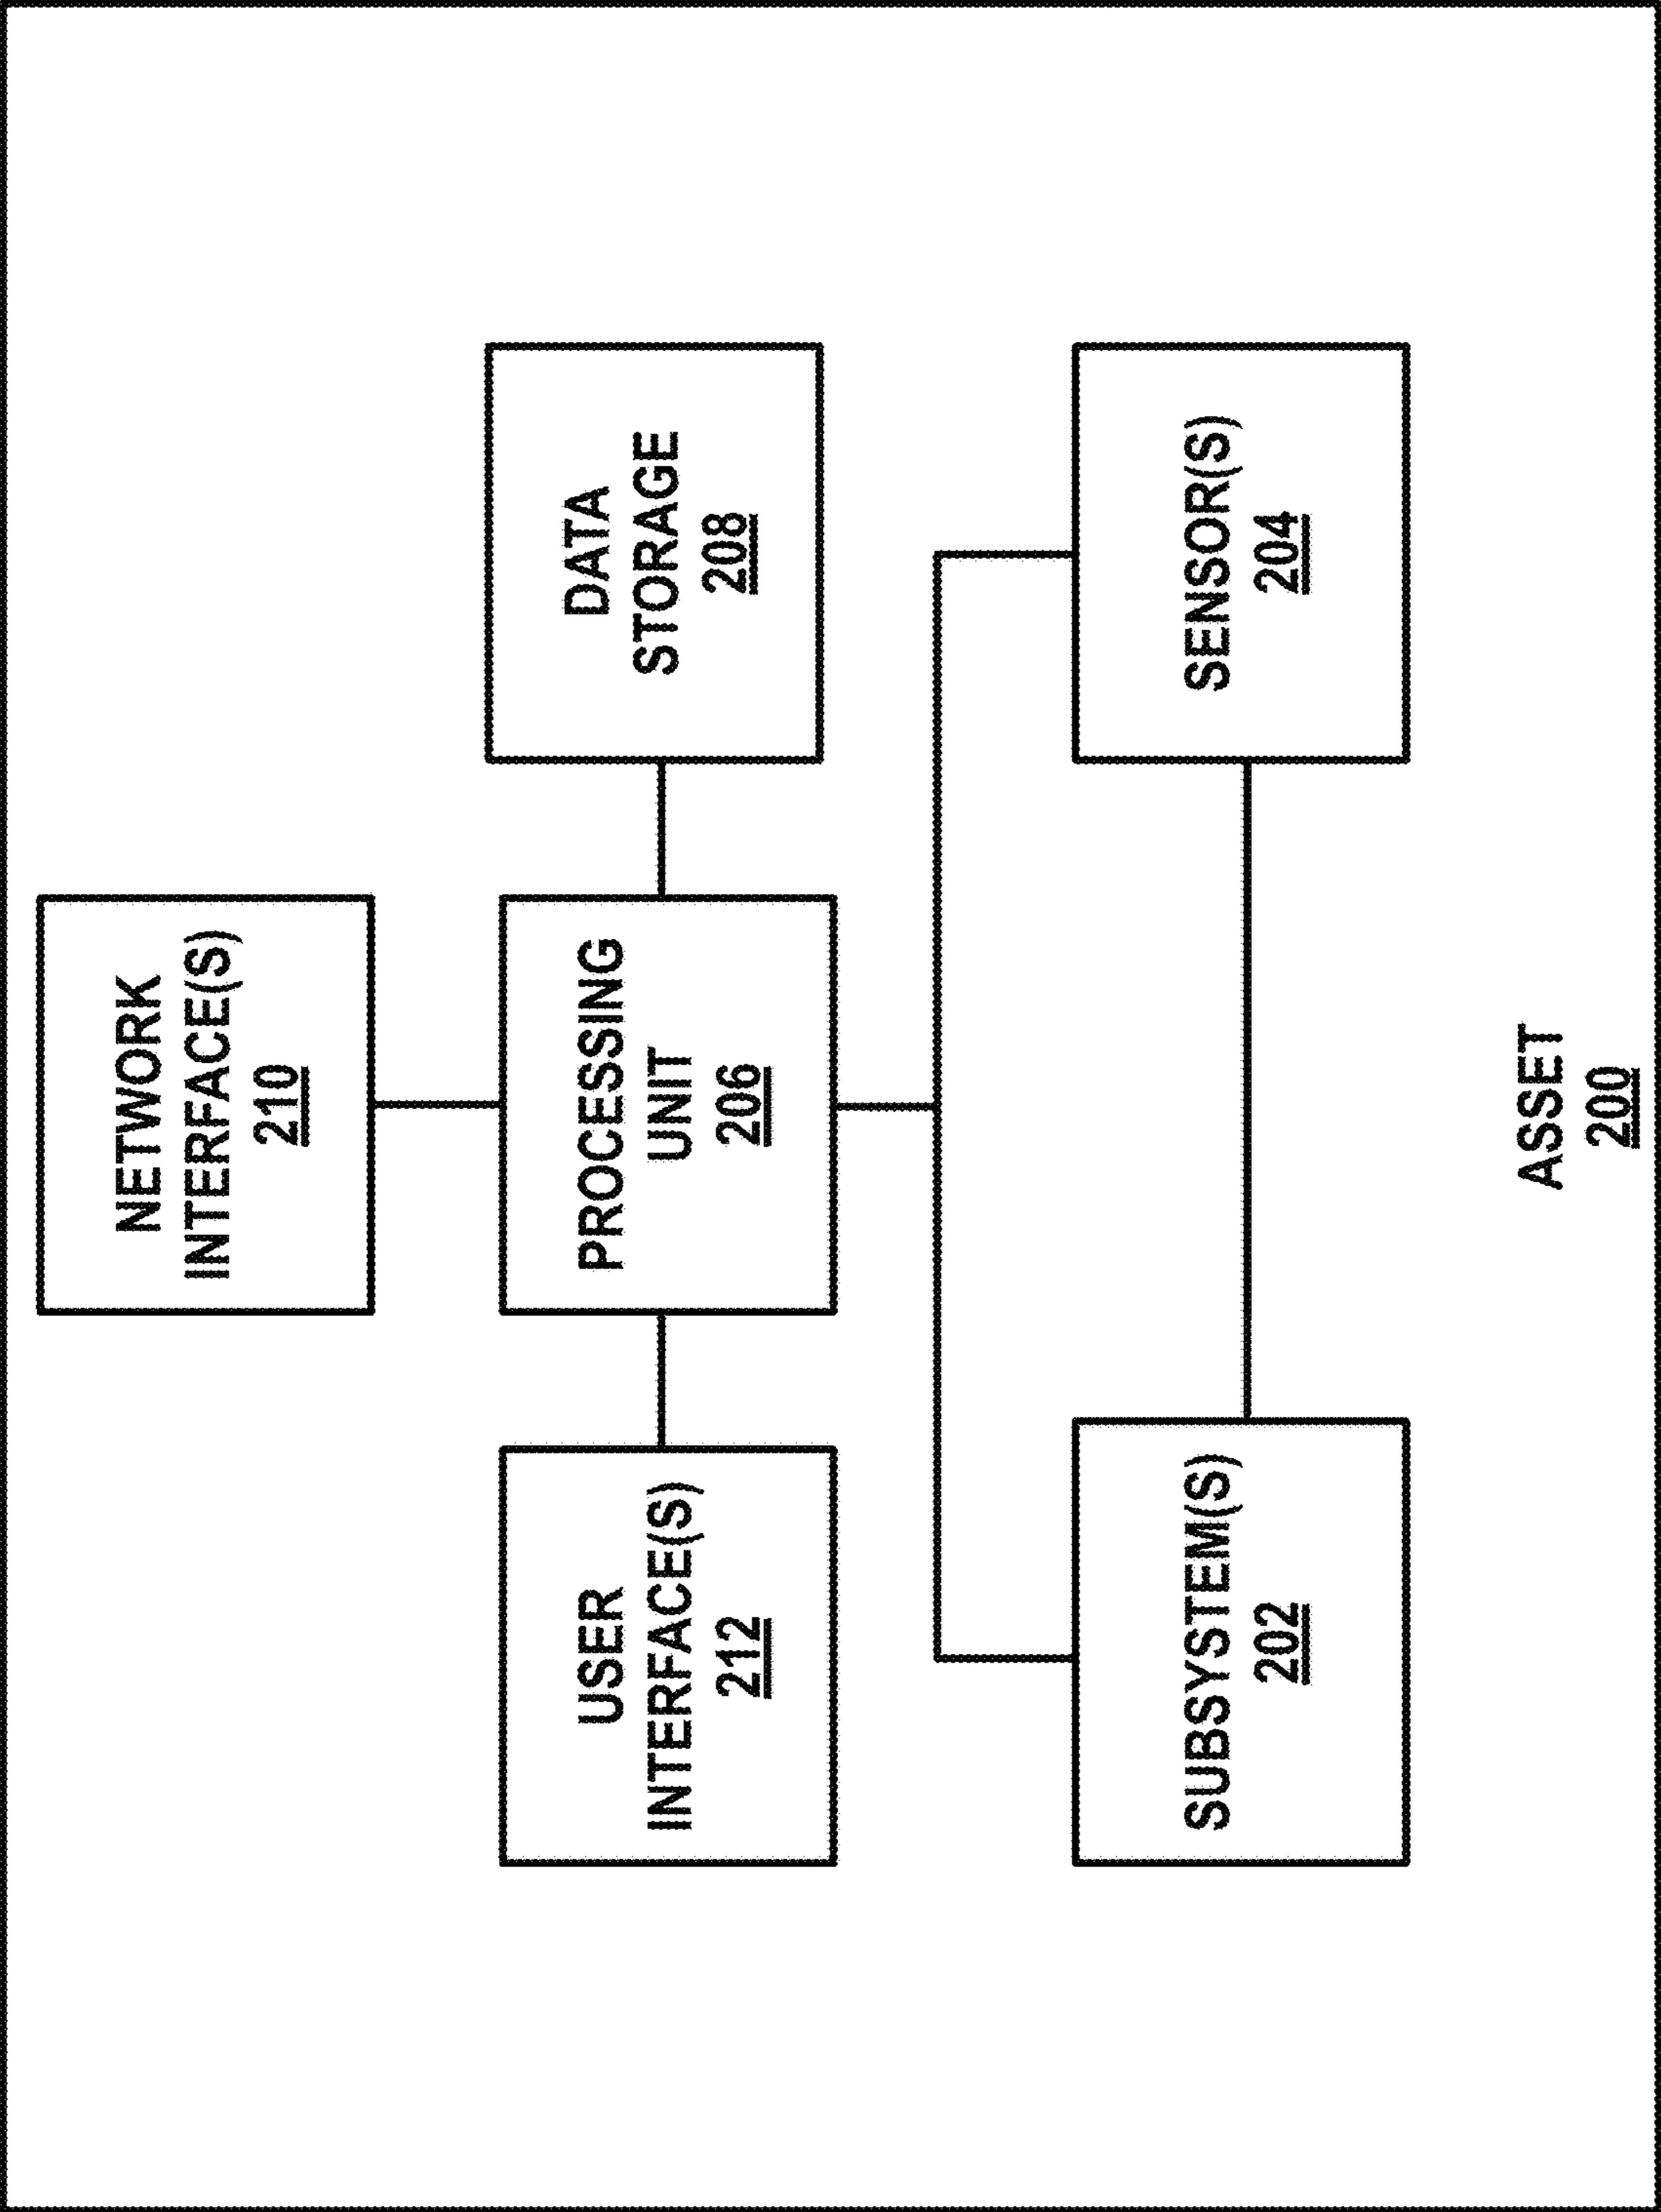 NETWORK
INTERFACE(S)
210
USER
INTERFACE(S)
212
PROCESSING
UNIT
206
DATA
STORAGE
208
SUBSYSTEM(S)
202
SENSOR(S)
204
ASSET
200